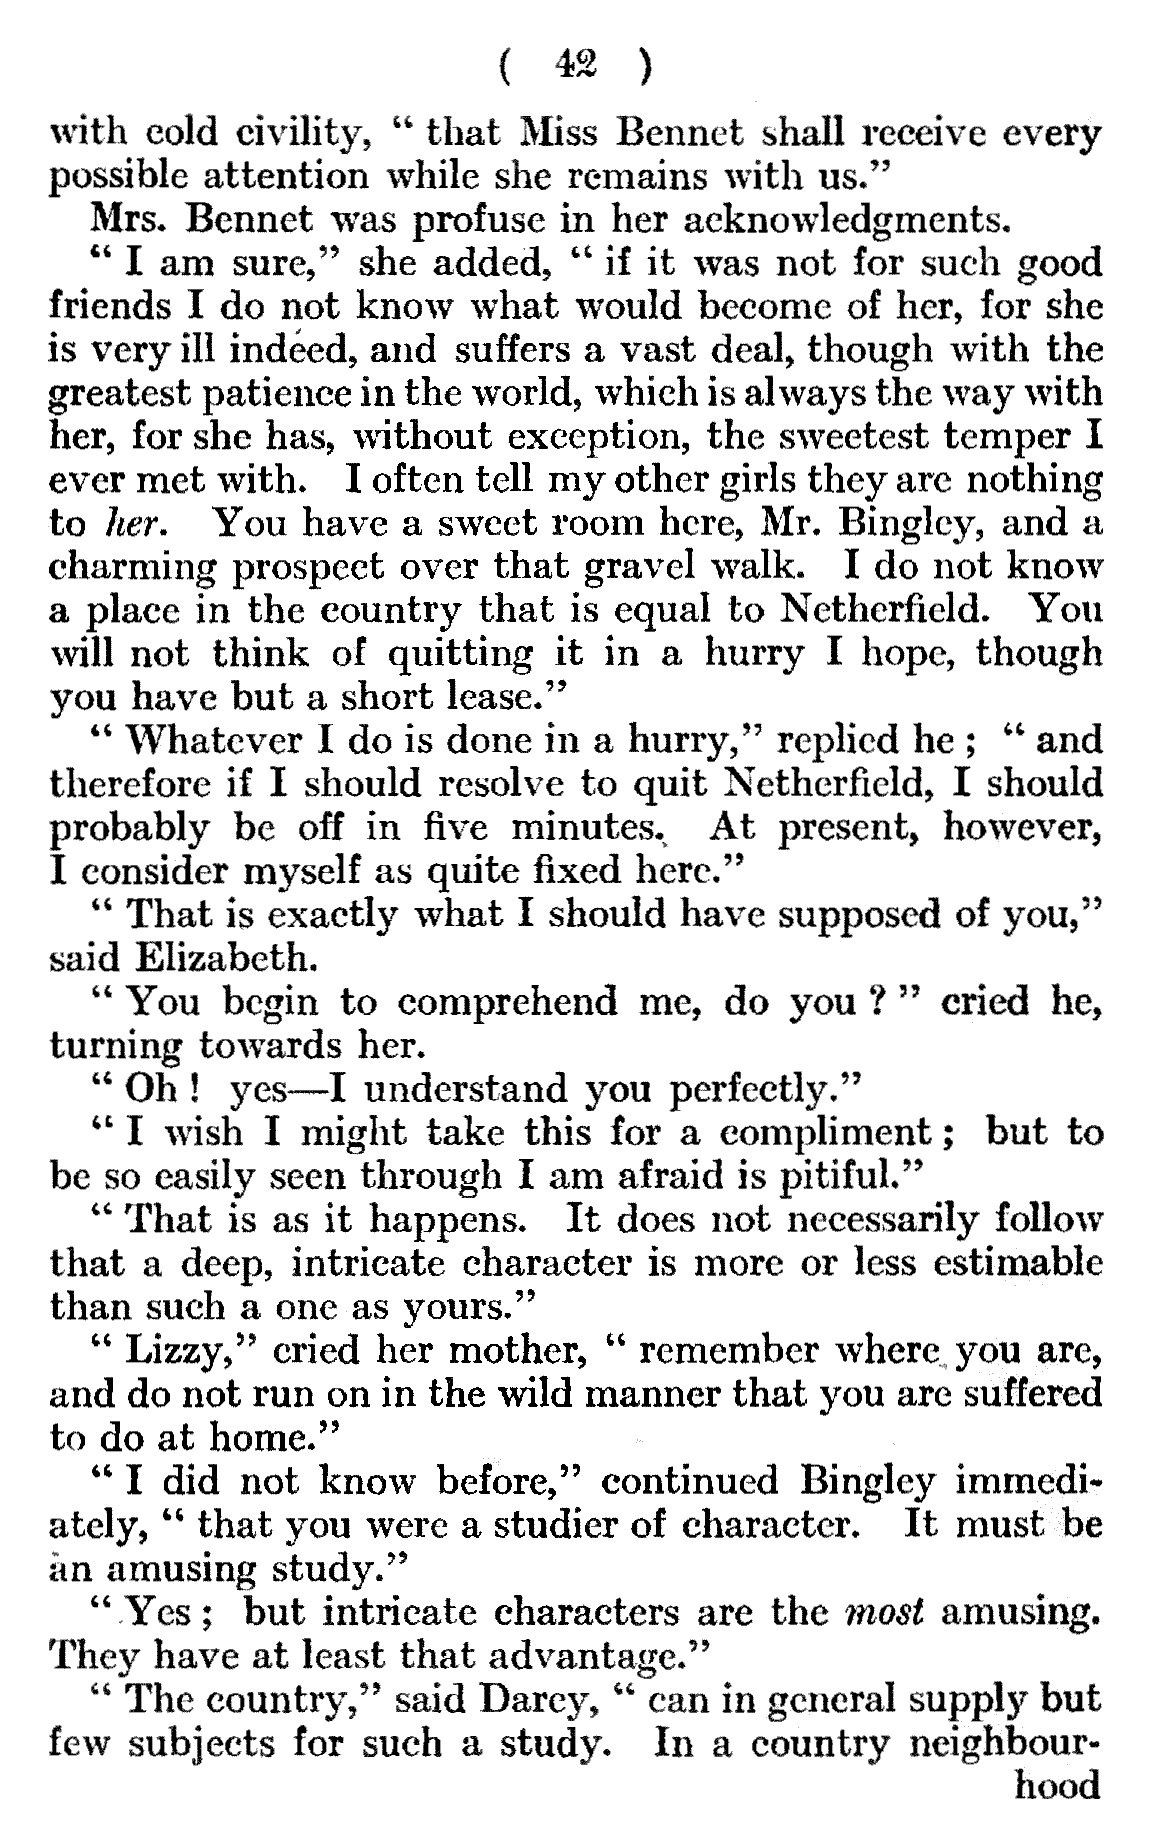 ( 42 )
with cold civility, “ that Miss Bennet shall receive every
possible attention while she remains with us.”
Mrs. Bennet was profuse in her acknowledgments.
“ I am sure,” she added, “ if it was not for such good
friends I do not know what would become of her, for she
is very ill indeed, and suffers a vast deal, though with the
greatest patience in the world, which is always the way with
her, for she has, without exception, the sweetest temper I
ever met with. I often tell my other girls they are nothing
to her. You have a sweet room here, Mr. Bingley, and a
charming prospect over that gravel walk. I do not know
a place in the country that is equal to Netherfield. You
will not think of quitting it in a hurry I hope, though
you have but a short lease.”
“ Whatever I do is done in a hurry,” replied he ; “ and
therefore if I should resolve to quit Netherfield, I should
probably be off in five minutes. At present, however,
I consider myself as quite fixed here.”
“ That is exactly what I should have supposed of you,”
said Elizabeth.
“ You begin to comprehend me, do you ? ” cried he,
turning towards her.
“ Oh ! yes—I understand you perfectly.”
“ I wish I might take this for a compliment ; but to
be so easily seen through I am afraid is pitiful.”
“ That is as it happens. It does not necessarily follow
that a deep, intricate character is more or less estimable
than such a one as yours.”
“ Lizzy,” cried her mother, “ remember where you are,
and do not run on in the wild manner that you are suffered
to do at home.”
“ I did not know before,” continued Bingley immedi-
ately, “ that you were a studier of character. It must be
an amusing study.”
“ Yes ; but intricate characters are the most amusing.
They have at least that advantage.”
“ The country,” said Darcy, “ can in general supply but
few subjects for such a study. In a country neighbour-
hood